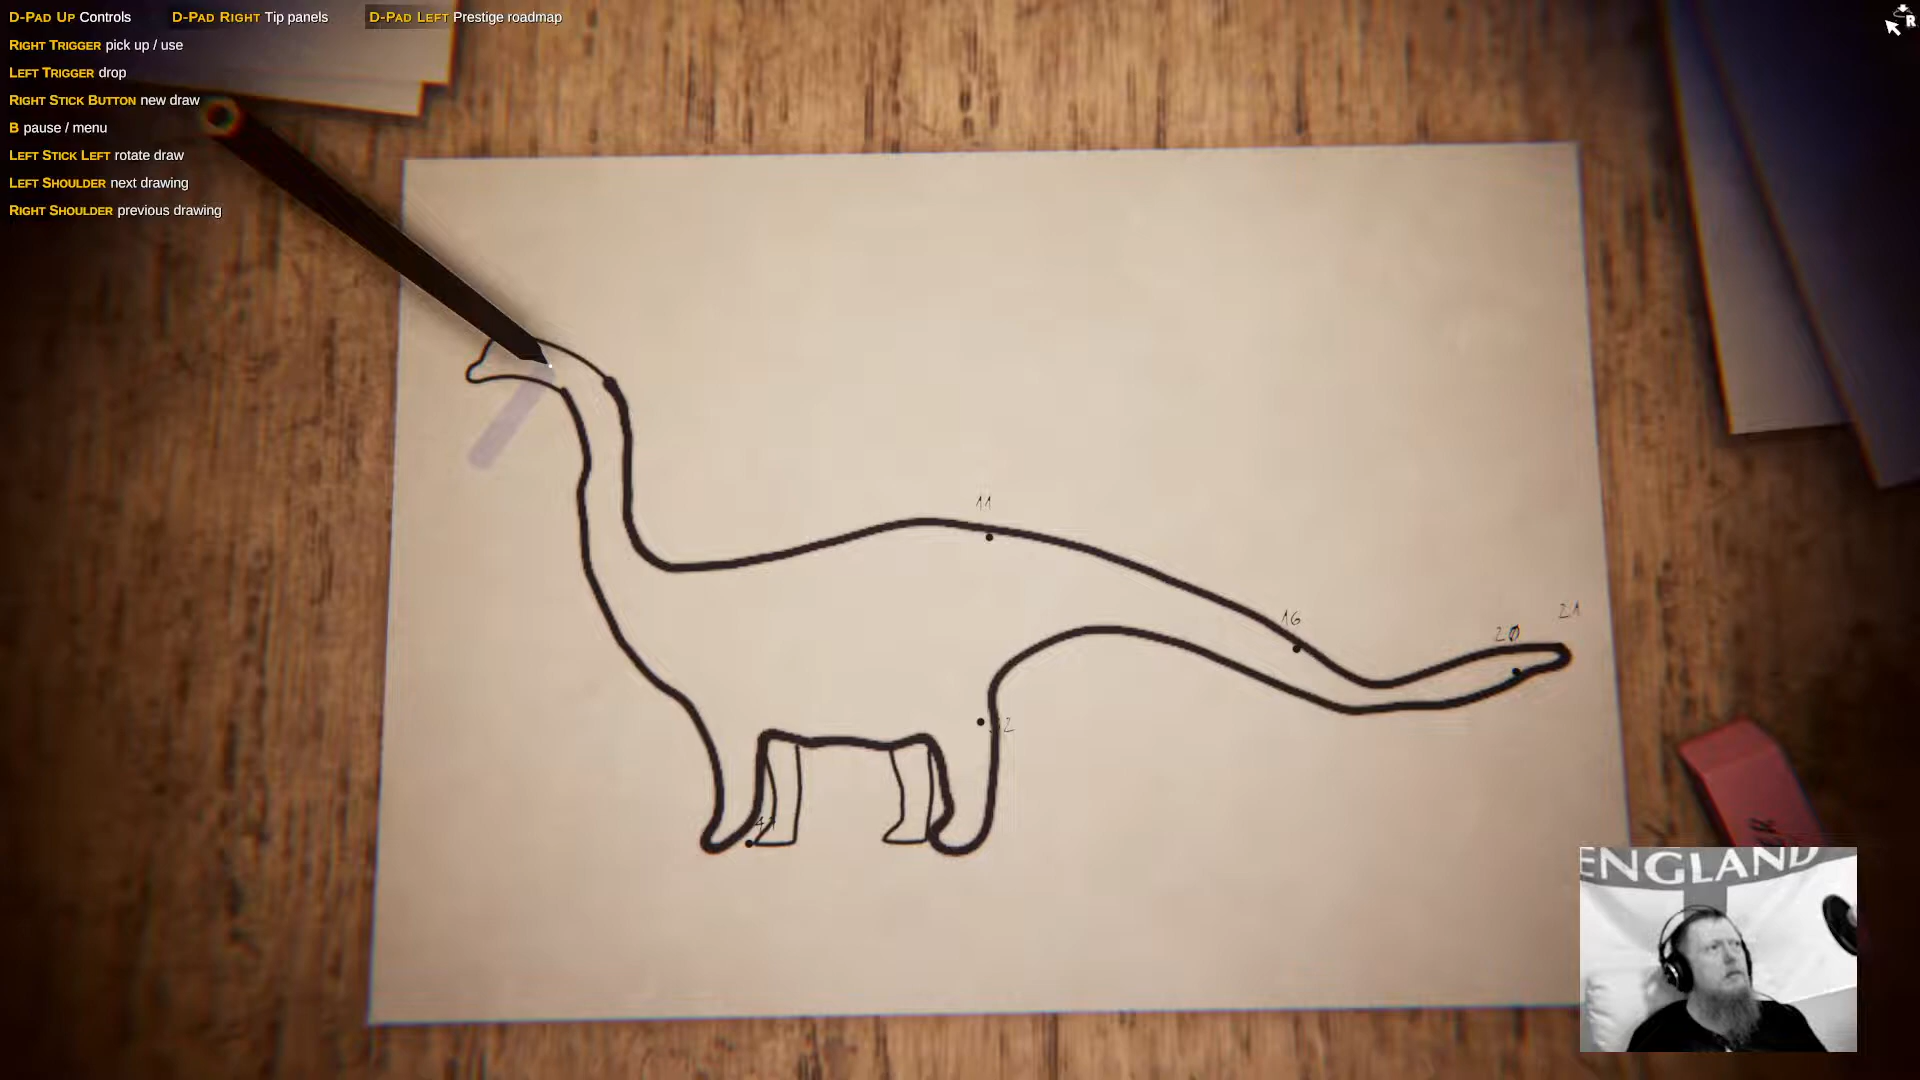 D-Pad Up Controls D-Pad Right Tip panels D-Pad Left Prestige roadmap
Right Trigger pick up / use
Left Trigger drop
Right Stick Button new draw
B pause / menu
Left Stick Left rotate draw
Left Shoulder next drawing
Right Shoulder previous drawing
R
11
16
20
21
ENGLAND